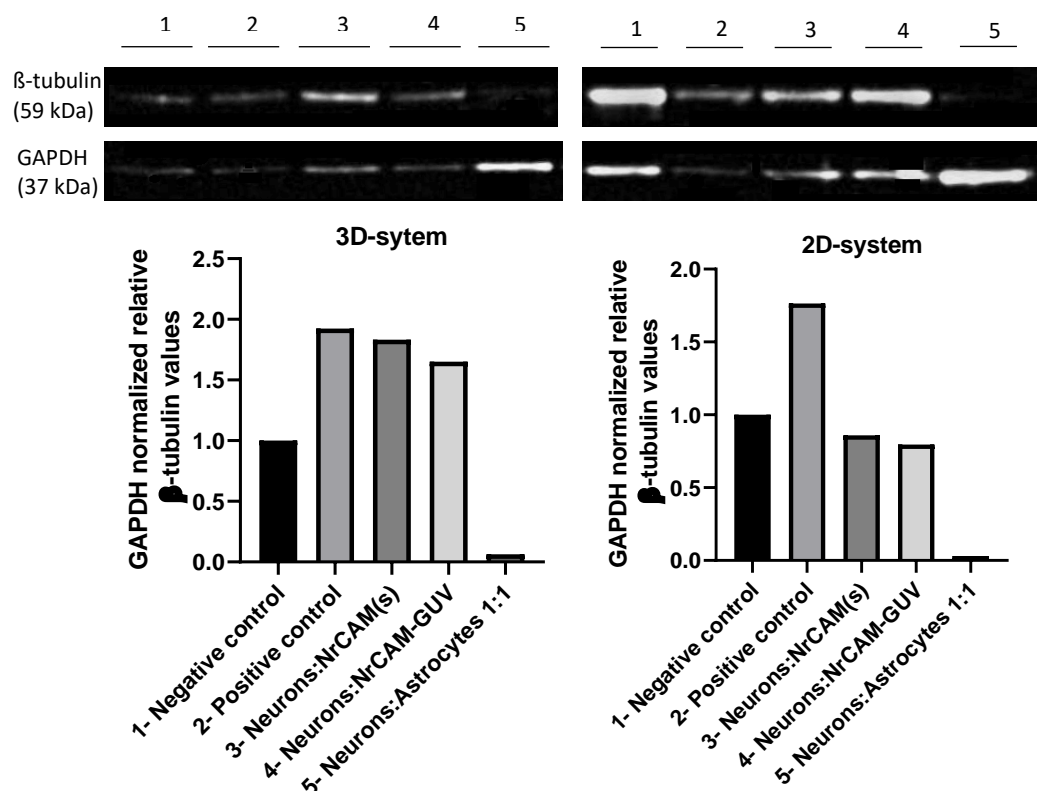 1 2 3 4 5
1 2 3 4 5
ß-tubulin
(59 kDa)
GAPDH
(37 kDa)
3D-sytem
GAPDH normalized relative
β-tubulin values
2.5
2.0
1.5
1.0
0.5
0.0
1- Negative control
2- Positive control
3- Neurons:NrCAM(s)
4- Neurons:NrCAM-GUV
5- Neurons:Astrocytes 1:1
2D-system
GAPDH normalized relative
β-tubulin values
2.0
1.5
1.0
0.5
0.0
1- Negative control
2- Positive control
3- Neurons:NrCAM(s)
4- Neurons:NrCAM-GUV
5- Neurons:Astrocytes 1:1